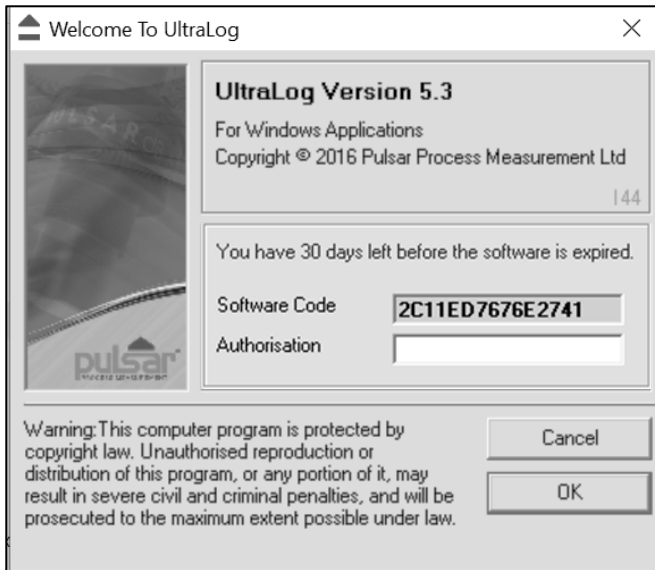 Welcome To UltraLog
PULSAR
UltraLog Version 5.3
For Windows Applications
Copyright © 2016 Pulsar Process Measurement Ltd
144
You have 30 days left before the software is expired.
Software Code
2C11ED7676E2741
Authorisation
pulsar
PROCESS MEASUREMENT
Warning:This computer program is protected by
copyright law. Unauthorised reproduction or
distribution of this program, or any portion of it, may
result in severe civil and criminal penalties, and will be
prosecuted to the maximum extent possible under law.
Cancel
OK